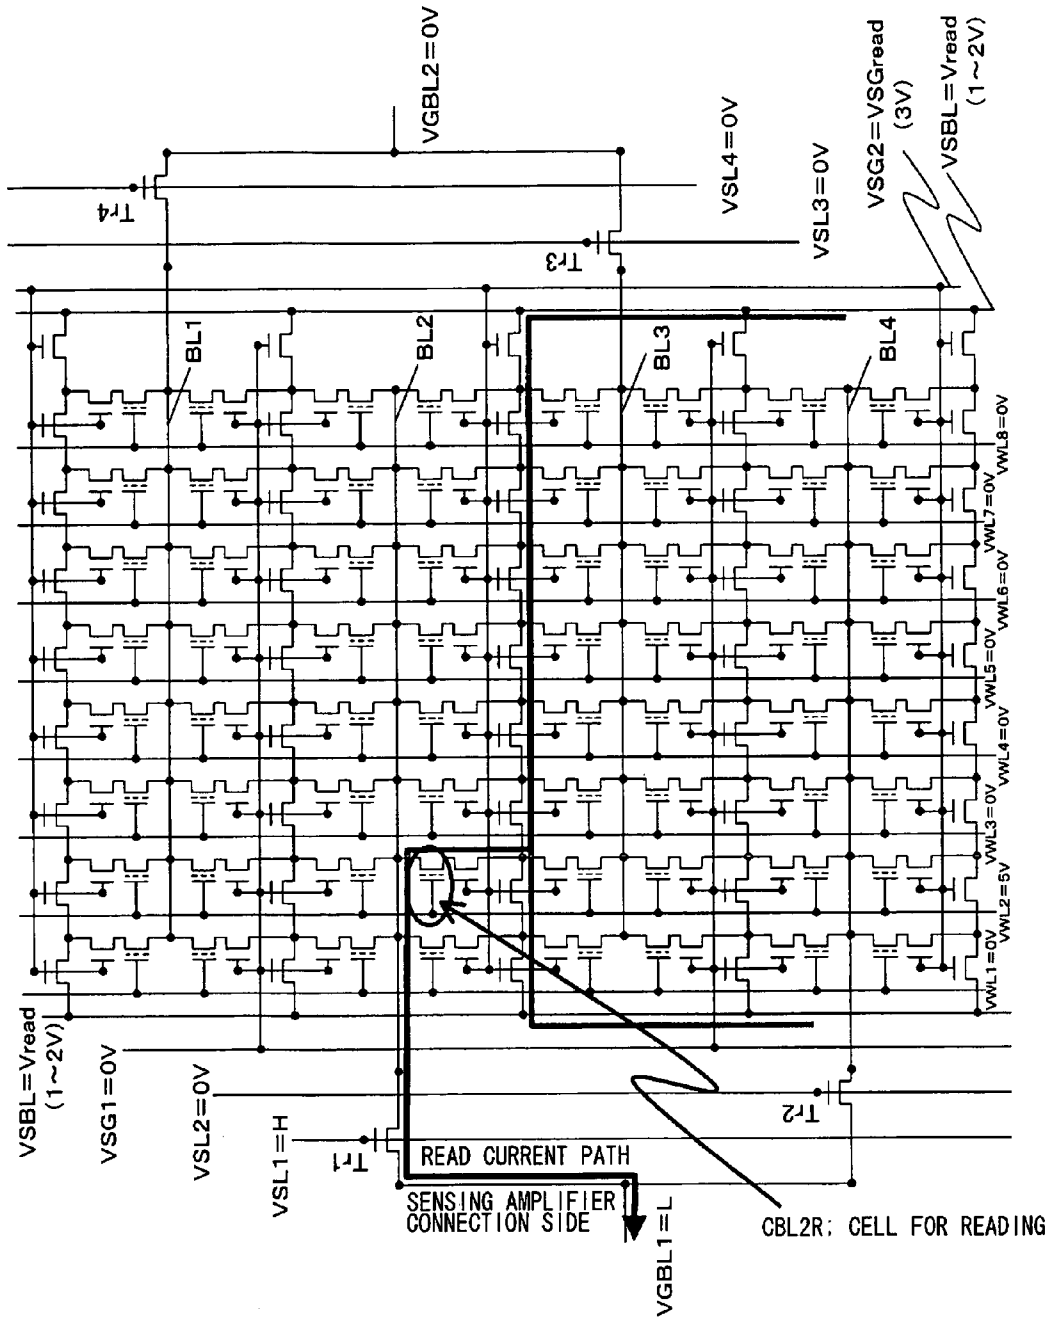 VGBL2=0V
VSL4=0V
VSL3=0V
VSG2=VSGread
(3V)
VSBL=Vread
(1~2V)
Tr4
Tr3
BL1
BL2
BL3
BL4
VWL8=0V
VWL7=0V
VWL6=0V
VWL5=0V
VWL4=0V
VWL3=0V
VWL2=5V
VWL1=0V
VSBL=Vread
(1~2V)
VSG1=0V
VSL2=0V
VSL1=H
Tr1
Tr2
READ CURRENT PATH
SENSING AMPLIFIER
CONNECTION SIDE
VGBL1=L
CBL2R; CELL FOR READING